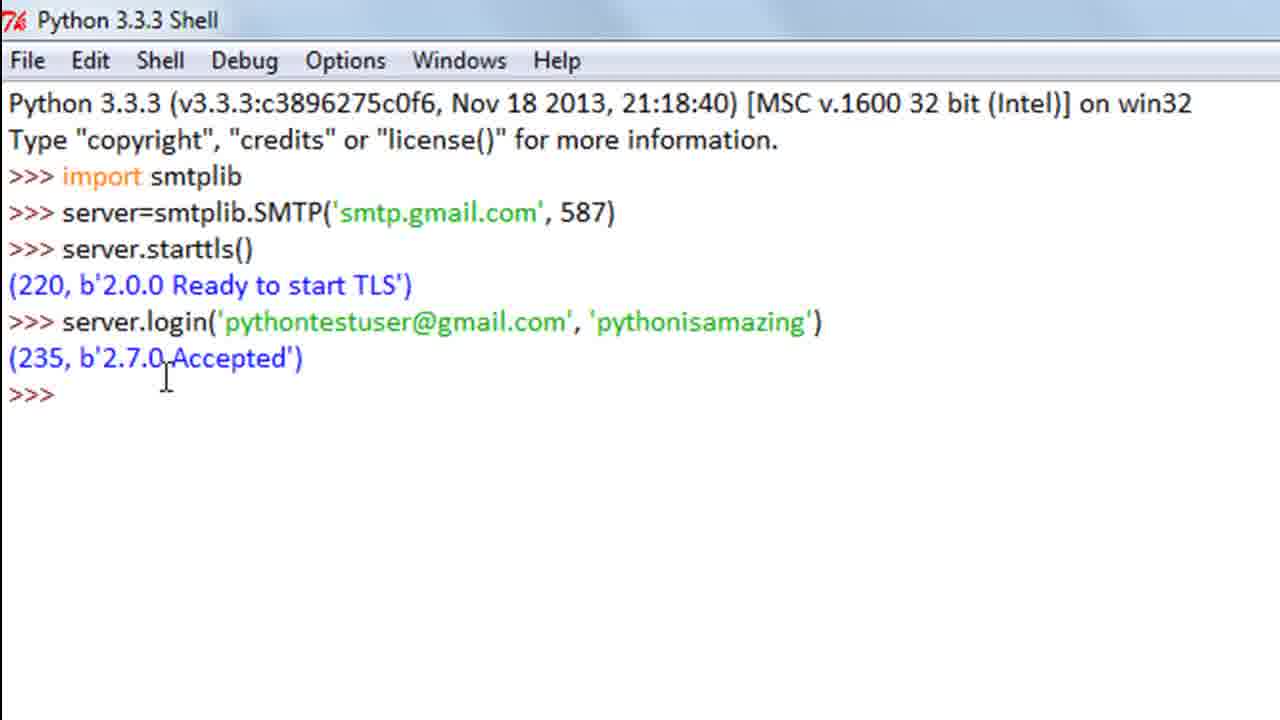 Python 3.3.3 Shell
File Edit Shell Debug Options Windows Help
Python 3.3.3 (v3.3.3:c3896275c0f6, Nov 18 2013, 21:18:40) [MSC v.1600 32 bit (Intel)] on win32
Type "copyright", "credits" or "license()" for more information.
>>> import smtplib
>>> server=smtplib.SMTP('smtp.gmail.com', 587)
>>> server.starttls()
(220, b'2.0.0 Ready to start TLS')
>>> server.login('pythontestuser@gmail.com', 'pythonisamazing')
(235, b'2.7.0 Accepted')
>>>